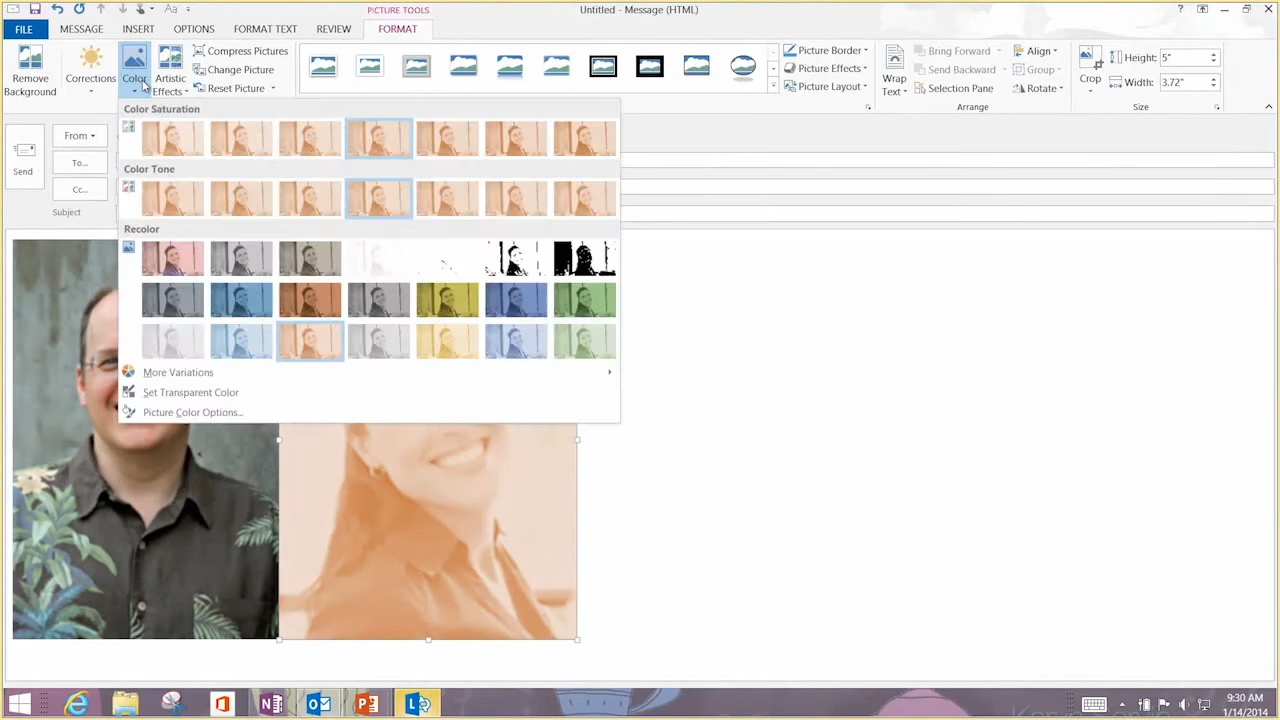 PICTURE TOOLS
Untitled - Message (HTML)
FILE MESSAGE INSERT OPTIONS FORMAT TEXT REVIEW FORMAT
Remove Background
Corrections
Color
Artistic Effects
Compress Pictures
Change Picture
Reset Picture
Picture Border
Picture Effects
Picture Layout
Wrap Text
Bring Forward
Send Backward
Selection Pane
Align
Group
Rotate
Arrange
Crop
Height: 5"
Width: 3.72"
Size
Send
From
To...
Cc...
Subject
Color Saturation
Color Tone
Recolor
More Variations
Set Transparent Color
Picture Color Options...
9:30 AM
1/14/2014